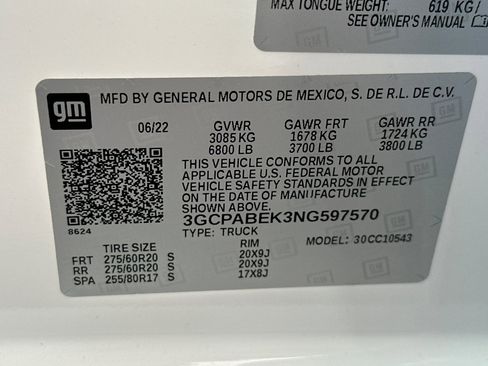 MAX TONGUE WEIGHT: 619 KG/
SEE OWNER'S MANUAL
gm
MFD BY GENERAL MOTORS DE MEXICO, S. DE R.L. DE C.V.
06/22 GVWR GAWR FRT GAWR RR
3085 KG 1678 KG 1724 KG
6800 LB 3700 LB 3800 LB
THIS VEHICLE CONFORMS TO ALL
APPLICABLE U.S. FEDERAL MOTOR
VEHICLE SAFETY STANDARDS IN EFFECT
ON THE DATE OF MANUFACTURE
SHOWN ABOVE.
8624 3GCPABEK3NG597570
TYPE: TRUCK MODEL: 30CC10543
TIRE SIZE RIM
FRT 275/60R20 S 20X9J
RR 275/60R20 S 20X9J
SPA 255/80R17 S 17X8J